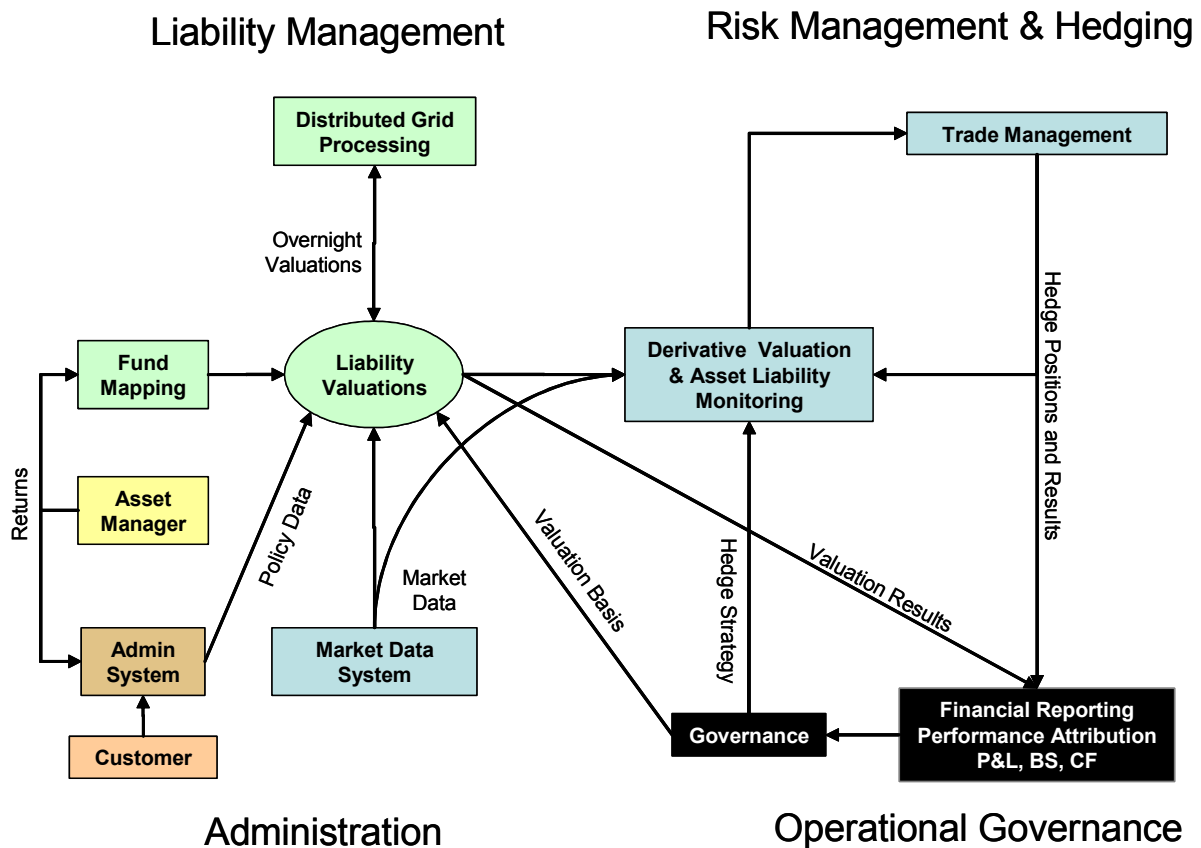 Liability Management
Risk Management & Hedging
Distributed Grid
Processing
Trade Management
Overnight
Valuations
Hedge Positions and Results
Fund
Mapping
Liability
Valuations
Derivative Valuation
& Asset Liability
Monitoring
Returns
Asset
Manager
Policy Data
Market
Data
Valuation Basis
Hedge Strategy
Valuation Results
Admin
System
Market Data
System
Customer
Governance
Financial Reporting
Performance Attribution
P&L, BS, CF
Administration
Operational Governance